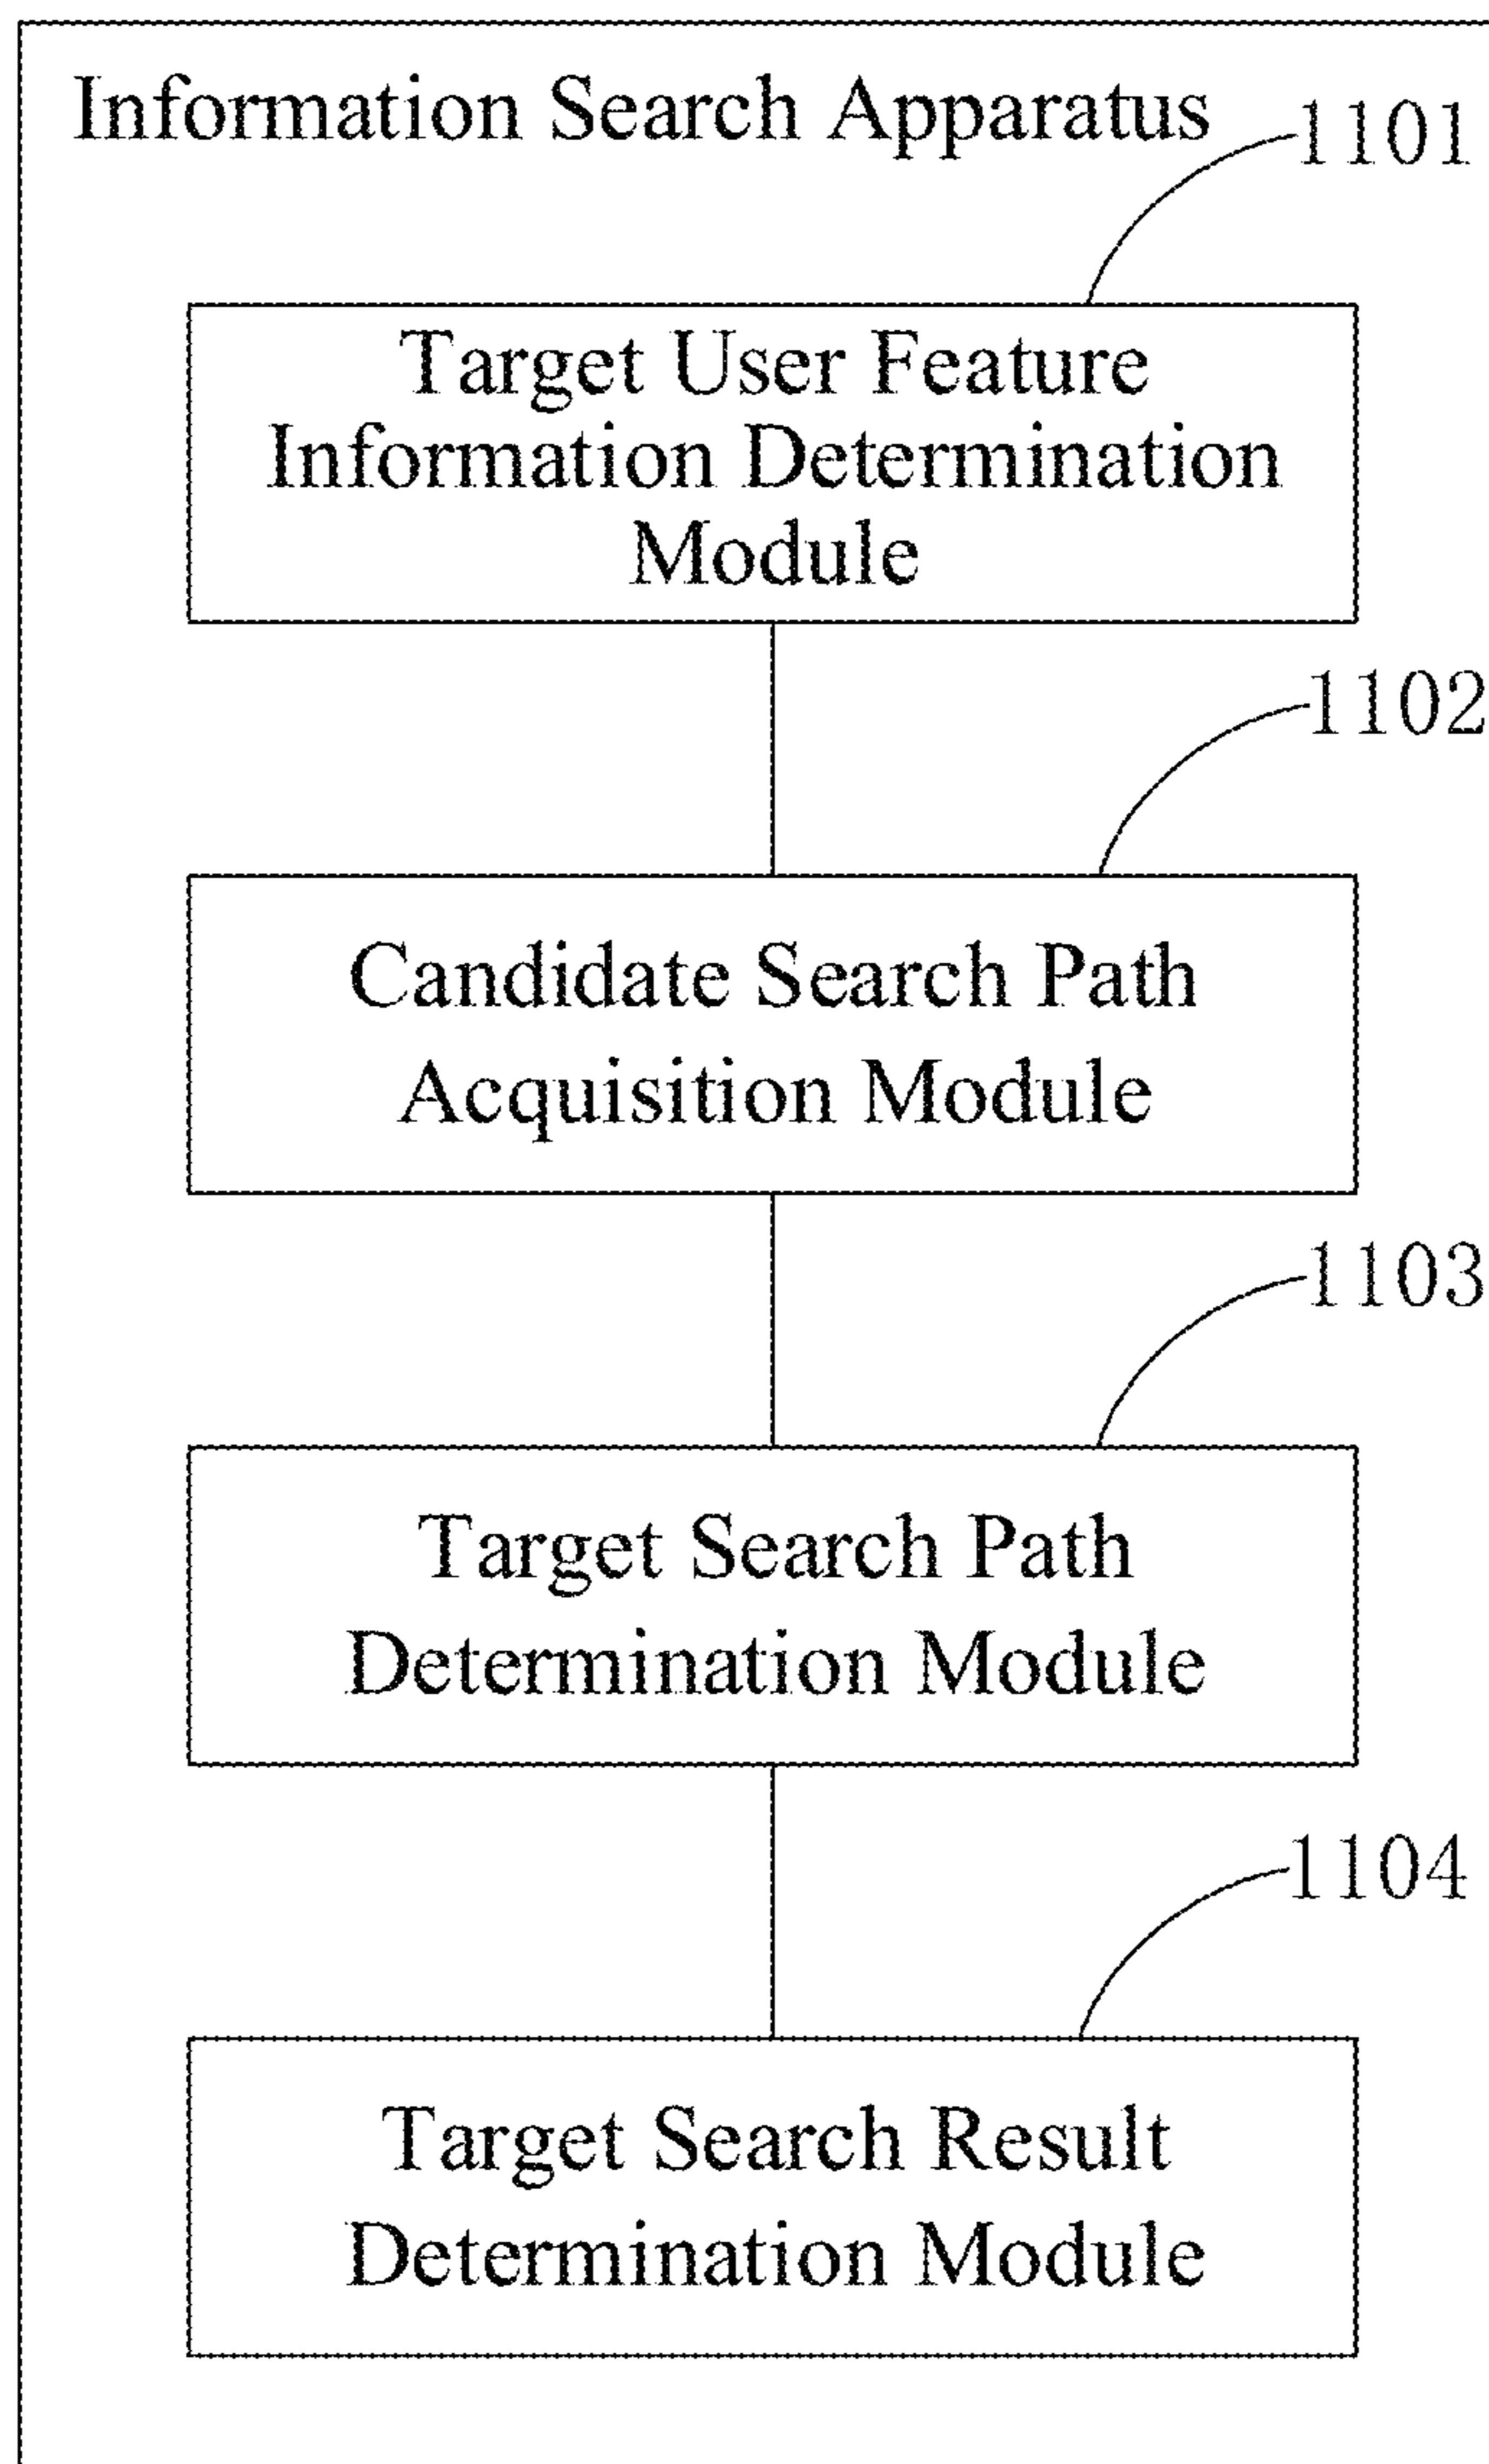 Information Search Apparatus
1101
Target User Feature
Information Determination
Module
1102
Candidate Search Path
Acquisition Module
1103
Target Search Path
Determination Module
1104
Target Search Result
Determination Module